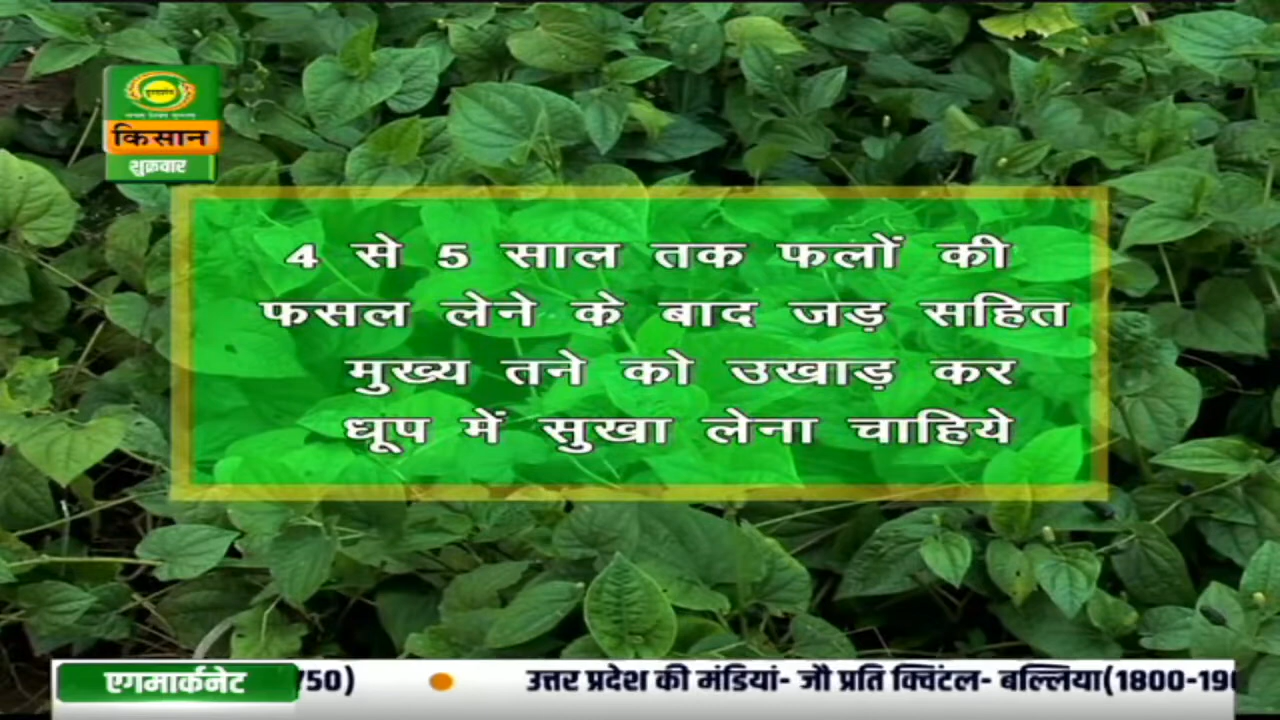 किसान
शुक्रवार
4 से 5 साल तक फलों की
फसल लेने के बाद जड़ सहित
मुख्य तने को उखाड़ कर
धूप में सुखा लेना चाहिये
एगमार्कनेट
750)
उत्तर प्रदेश की मंडियां- जौ प्रति क्विंटल- बल्लिया(1800-190